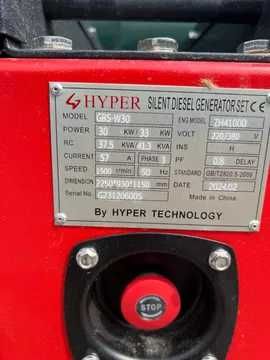 HYPER SILENT DIESEL GENERATOR SET CE
MODEL GBS-W30 ENG MODEL ZH4100D
POWER 30 KW/ 33 KW VOLT 220/380 V
RC 37.5 KVA/ 41.3 KVA INS H
CURRENT 57 A PHASE 3 PF 0.8 DELAY
SPEED 1500 r/min 50 Hz STANDARD GB/T2820.5-2009
DIMENSION 2250*930*1150 mm DATE 2024.02
Serial No. G231206005 Made in China
By HYPER TECHNOLOGY
STOP